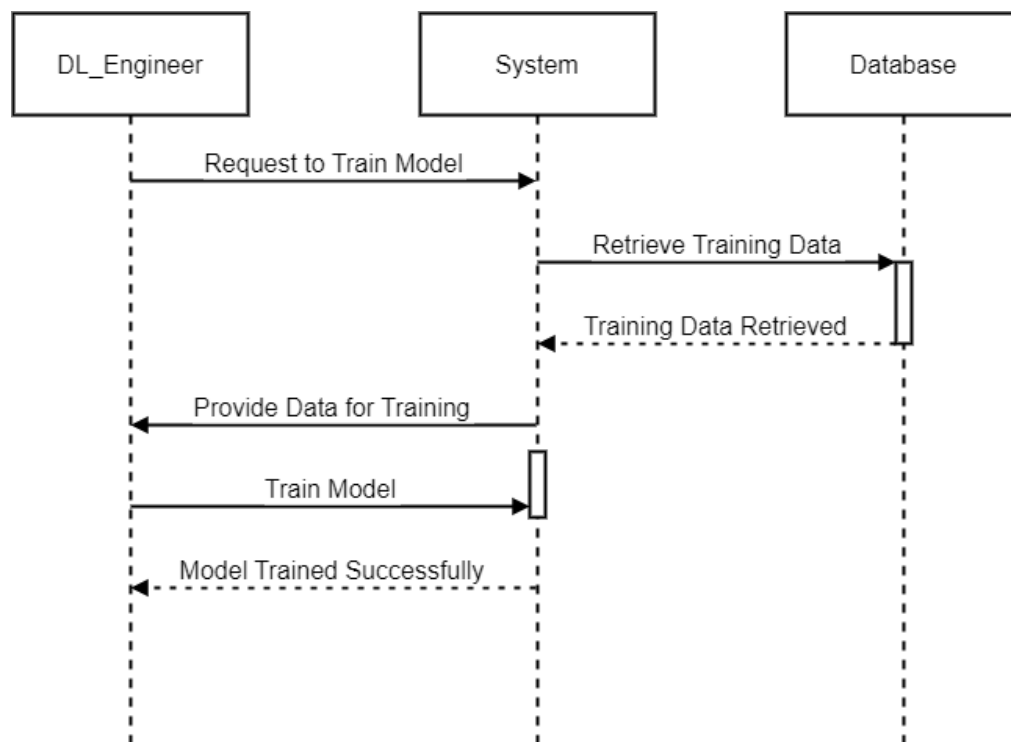 DL_Engineer
System
Database
Request to Train Model
Retrieve Training Data
Training Data Retrieved
Provide Data for Training
Train Model
Model Trained Successfully